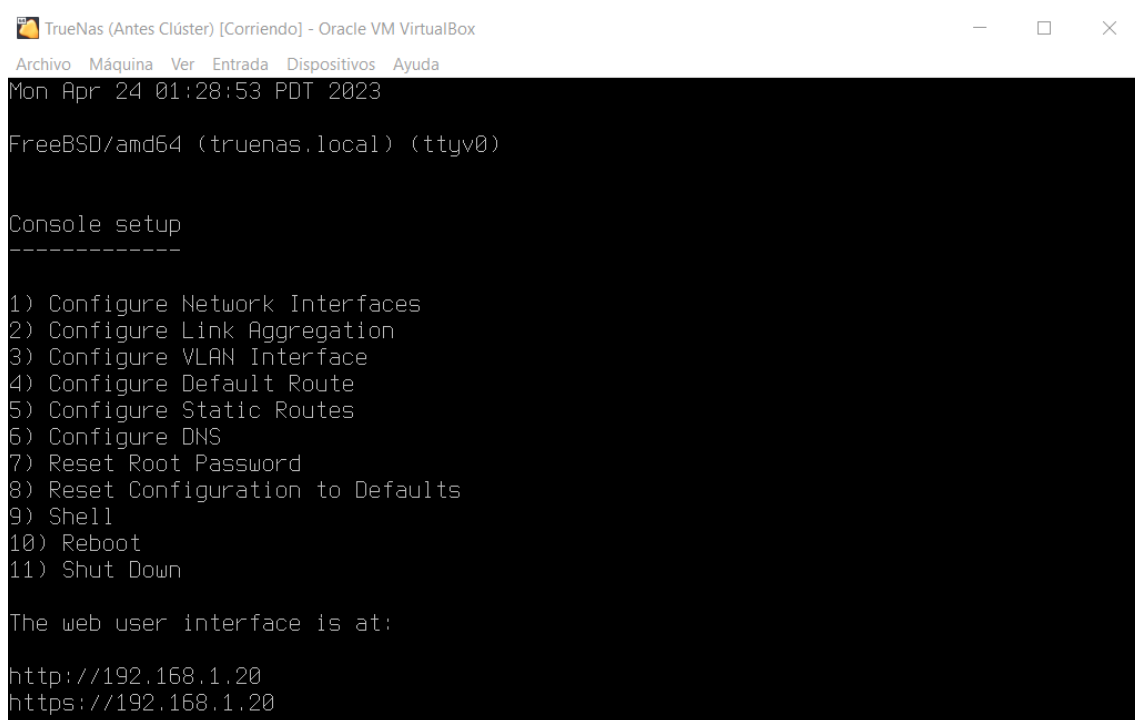 TrueNas (Antes Clúster) [Corriendo] - Oracle VM VirtualBox
Archivo Máquina Ver Entrada Dispositivos Ayuda
Mon Apr 24 01:28:53 PDT 2023
FreeBSD/amd64 (truenas.local) (ttyv0)
Console setup
-------------
1) Configure Network Interfaces
2) Configure Link Aggregation
3) Configure VLAN Interface
4) Configure Default Route
5) Configure Static Routes
6) Configure DNS
7) Reset Root Password
8) Reset Configuration to Defaults
9) Shell
10) Reboot
11) Shut Down
The web user interface is at:
http://192.168.1.20
https://192.168.1.20